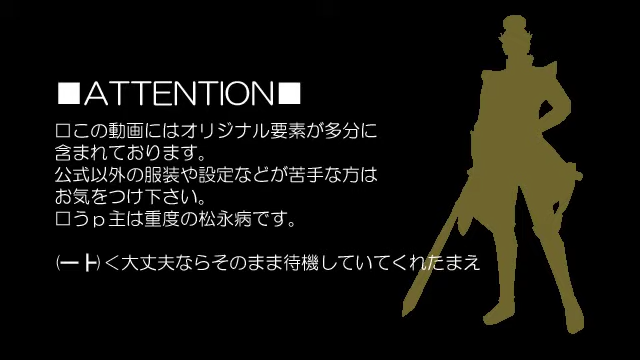 ■ATTENTION■
□この動画にはオリジナル要素が多分に
含まれております。
公式以外の服装や設定などが苦手な方は
お気をつけ下さい。
□うｐ主は重度の松永病です。
(━┣)＜大丈夫ならそのまま待機していてくれたまえ